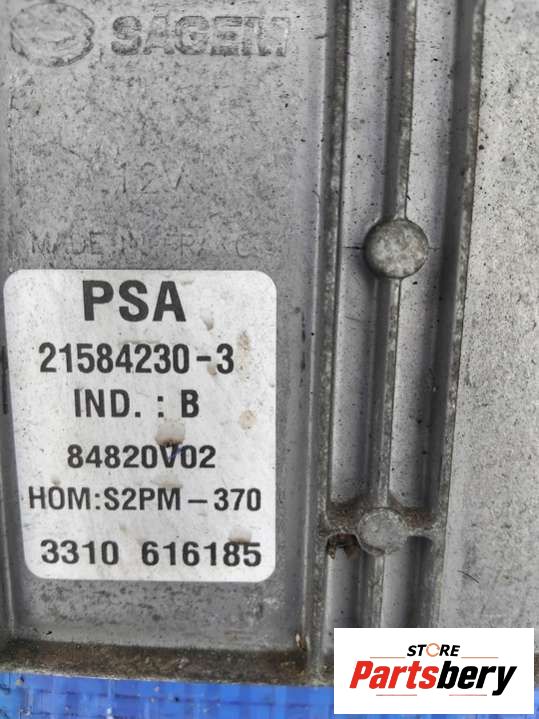 SAGEM
12V
MADE IN FRANCE
PSA
21584230-3
IND. : B
84820V02
HOM:S2PM-370
3310 616185
STORE
Partsbery